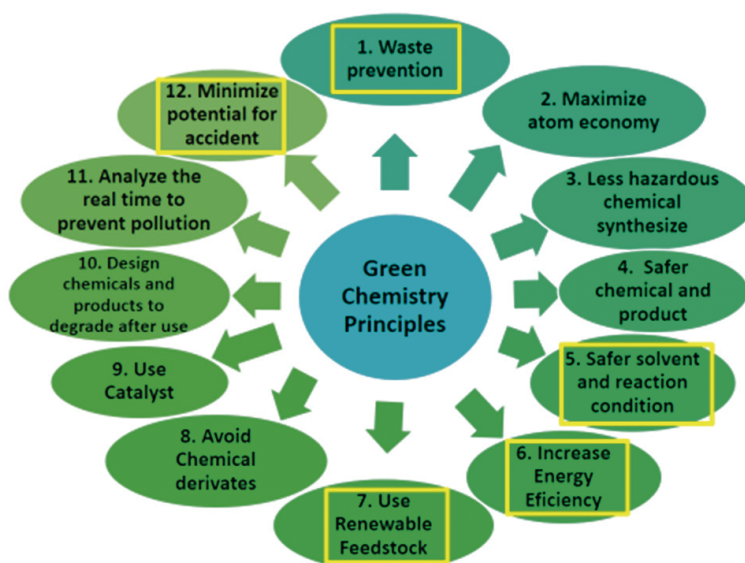 1. Waste
prevention
2. Maximize
atom economy
3. Less hazardous
chemical
synthesize
4. Safer
chemical and
product
5. Safer solvent
and reaction
condition
6. Increase
Energy
Eficiency
7. Use
Renewable
Feedstock
8. Avoid
Chemical
derivates
9. Use
Catalyst
10. Design
chemicals and
products to
degrade after use
11. Analyze the
real time to
prevent pollution
12. Minimize
potential for
accident
Green
Chemistry
Principles